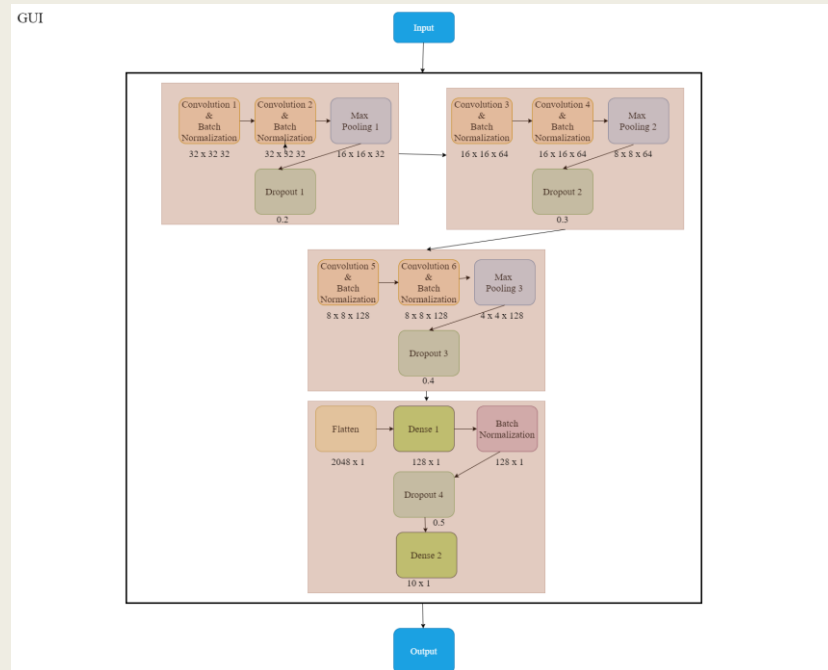 GUI
Input
Convolution 1
&
Batch
Normalization
32 x 32 32
Convolution 2
&
Batch
Normalization
32 x 32 32
Max
Pooling 1
16 x 16 x 32
Dropout 1
0.2
Convolution 3
&
Batch
Normalization
16 x 16 x 64
Convolution 4
&
Batch
Normalization
16 x 16 x 64
Max
Pooling 2
8 x 8 x 64
Dropout 2
0.3
Convolution 5
&
Batch
Normalization
8 x 8 x 128
Convolution 6
&
Batch
Normalization
8 x 8 x 128
Max
Pooling 3
4 x 4 x 128
Dropout 3
0.4
Flatten
2048 x 1
Dense 1
128 x 1
Batch
Normalization
128 x 1
Dropout 4
0.5
Dense 2
10 x 1
Output